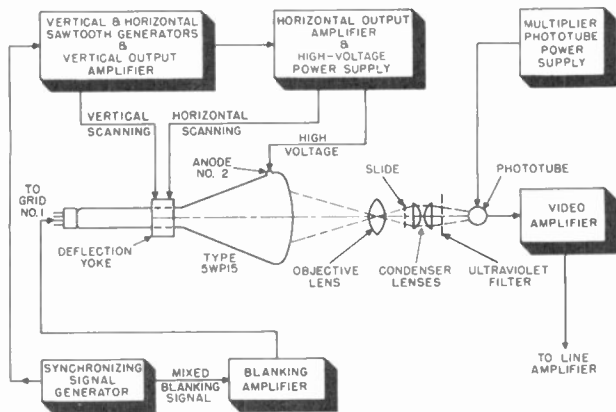 VERTICAL & HORIZONTAL
SAWTOOTH GENERATORS
&
VERTICAL OUTPUT
AMPLIFIER
HORIZONTAL OUTPUT
AMPLIFIER
&
HIGH-VOLTAGE
POWER SUPPLY
MULTIPLIER
PHOTOTUBE
POWER
SUPPLY
VERTICAL
SCANNING
HORIZONTAL
SCANNING
HIGH
VOLTAGE
ANODE
NO. 2
TO
GRID
NO.1
SLIDE
PHOTOTUBE
VIDEO
AMPLIFIER
DEFLECTION
YOKE
TYPE
5WP15
OBJECTIVE
LENS
CONDENSER
LENSES
ULTRAVIOLET
FILTER
SYNCHRONIZING
SIGNAL
GENERATOR
MIXED
BLANKING
SIGNAL
BLANKING
AMPLIFIER
TO LINE
AMPLIFIER